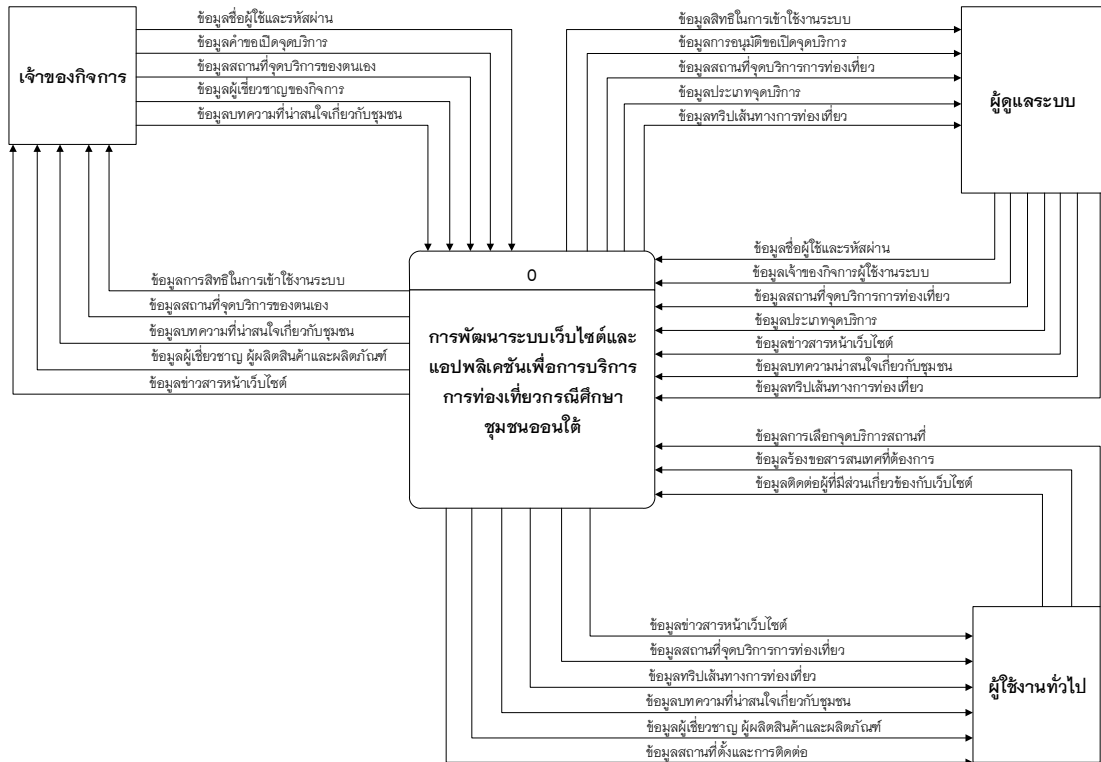 เจ้าของกิจการ
ข้อมูลชื่อผู้ใช้และรหัสผ่าน
ข้อมูลคำขอเปิดจุดบริการ
ข้อมูลสถานที่จุดบริการของตนเอง
ข้อมูลผู้เชี่ยวชาญของกิจการ
ข้อมูลบทความที่น่าสนใจเกี่ยวกับชุมชน
ข้อมูลสิทธิในการเข้าใช้งานระบบ
ข้อมูลการอนุมัติขอเปิดจุดบริการ
ข้อมูลสถานที่จุดบริการการท่องเที่ยว
ข้อมูลประเภทจุดบริการ
ข้อมูลทริปเส้นทางการท่องเที่ยว
ผู้ดูแลระบบ
ข้อมูลการสิทธิในการเข้าใช้งานระบบ
ข้อมูลสถานที่จุดบริการของตนเอง
ข้อมูลบทความที่น่าสนใจเกี่ยวกับชุมชน
ข้อมูลผู้เชี่ยวชาญ ผู้ผลิตสินค้าและผลิตภัณฑ์
ข้อมูลข่าวสารหน้าเว็บไซต์
0
การพัฒนาระบบเว็บไซต์และ
แอปพลิเคชันเพื่อการบริการ
การท่องเที่ยวกรณีศึกษา
ชุมชนออนใต้
ข้อมูลชื่อผู้ใช้และรหัสผ่าน
ข้อมูลเจ้าของกิจการผู้ใช้งานระบบ
ข้อมูลสถานที่จุดบริการการท่องเที่ยว
ข้อมูลประเภทจุดบริการ
ข้อมูลข่าวสารหน้าเว็บไซต์
ข้อมูลบทความน่าสนใจเกี่ยวกับชุมชน
ข้อมูลทริปเส้นทางการท่องเที่ยว
ข้อมูลการเลือกจุดบริการสถานที่
ข้อมูลร้องขอสารสนเทศที่ต้องการ
ข้อมูลติดต่อผู้ที่มีส่วนเกี่ยวข้องกับเว็บไซต์
ข้อมูลข่าวสารหน้าเว็บไซต์
ข้อมูลสถานที่จุดบริการการท่องเที่ยว
ข้อมูลทริปเส้นทางการท่องเที่ยว
ข้อมูลบทความที่น่าสนใจเกี่ยวกับชุมชน
ข้อมูลผู้เชี่ยวชาญ ผู้ผลิตสินค้าและผลิตภัณฑ์
ข้อมูลสถานที่ตั้งและการติดต่อ
ผู้ใช้งานทั่วไป